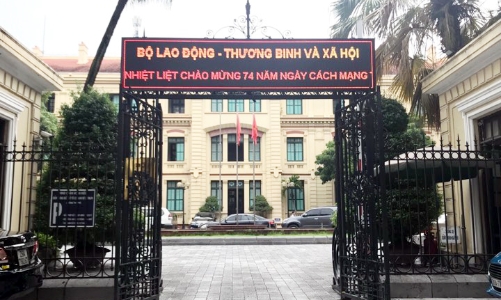 BỘ LAO ĐỘNG - THƯƠNG BINH VÀ XÃ HỘI
NHIỆT LIỆT CHÀO MỪNG 74 NĂM NGÀY CÁCH MẠNG T